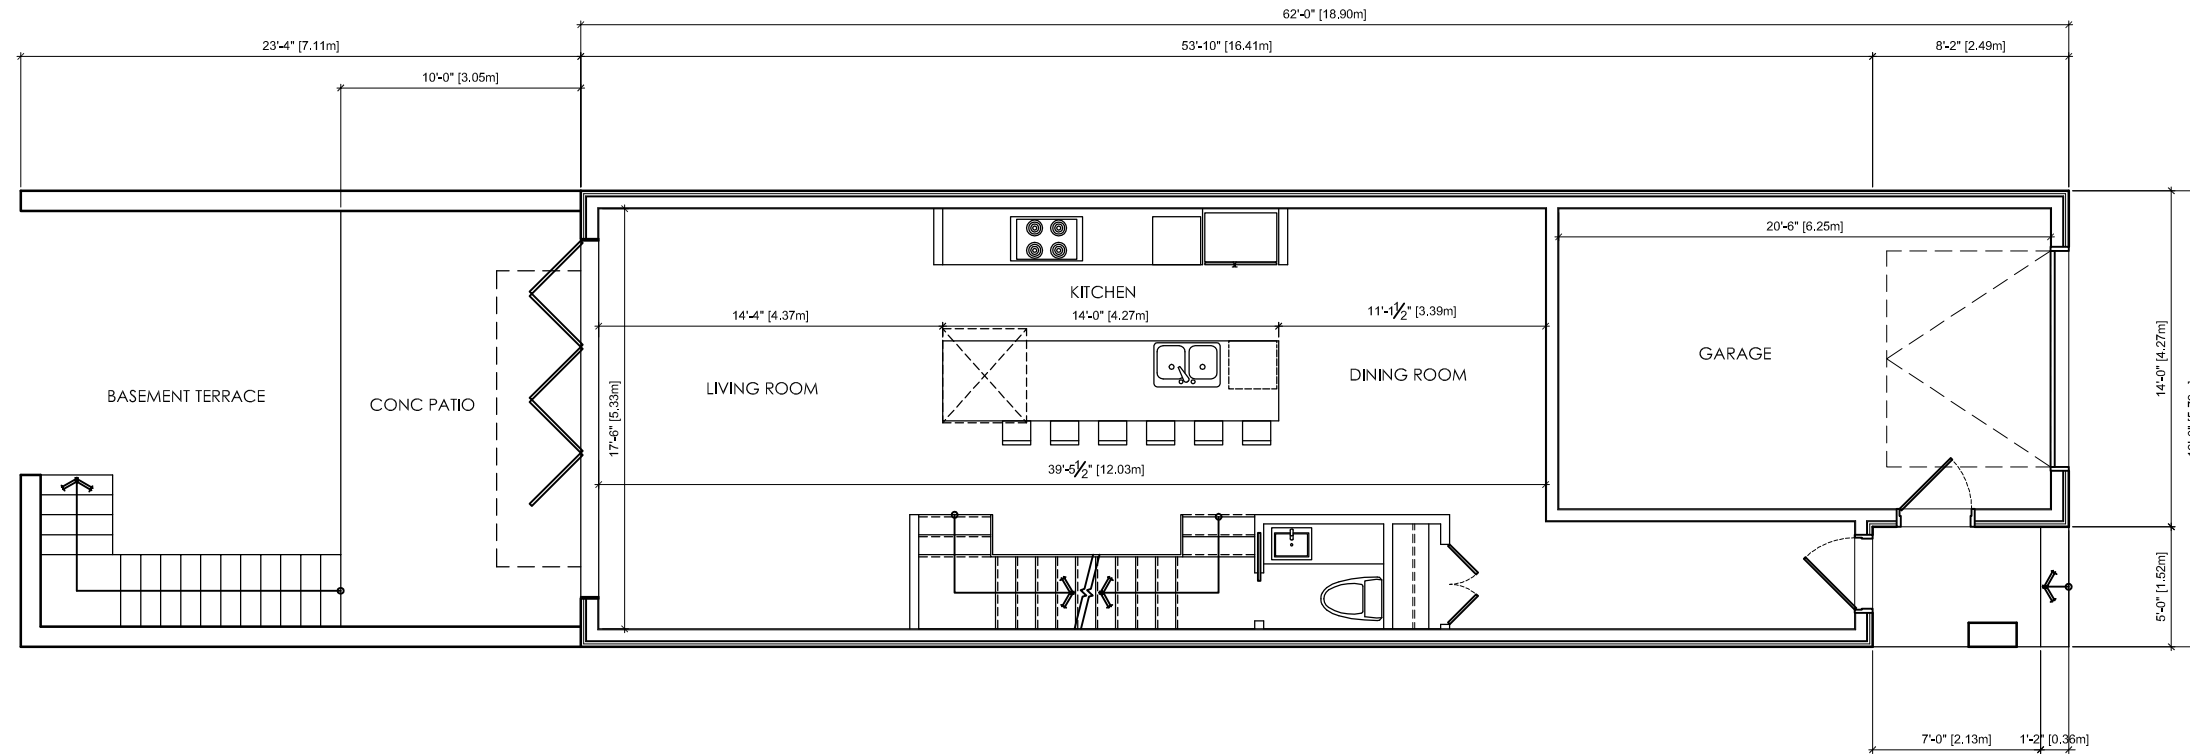 62'-0" [18.90m]
23'-4" [7.11m]
53'-10" [16.41m]
8'-2" [2.49m]
10'-0" [3.05m]
20'-6" [6.25m]
KITCHEN
14'-4" [4.37m]
14'-0" [4.27m]
11'-1½" [3.39m]
GARAGE
14'-0" [4.27m]
LIVING ROOM
DINING ROOM
BASEMENT TERRACE
CONC PATIO
17'-6" [5.33m]
39'-5½" [12.03m]
5'-0" [1.52m]
7'-0" [2.13m]
1'-2" [0.36m]